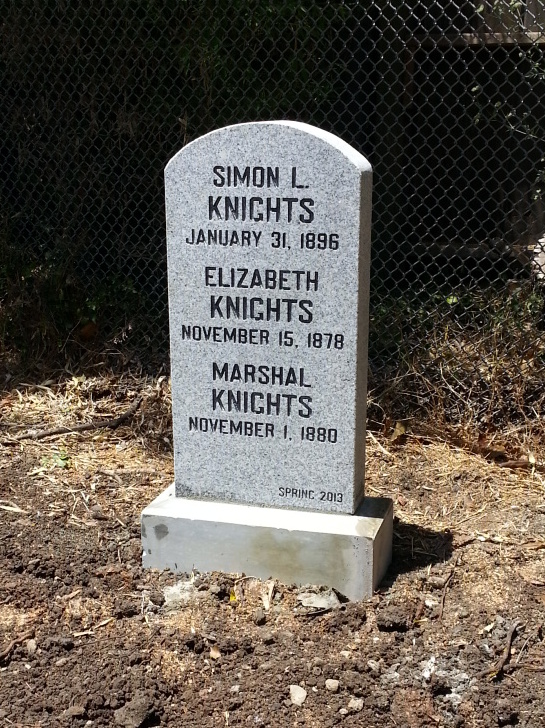 SIMON L.
KNIGHTS
JANUARY 31, 1896
ELIZABETH
KNIGHTS
NOVEMBER 15, 1878
MARSHAL
KNIGHTS
NOVEMBER 1, 1880
SPRING 2013